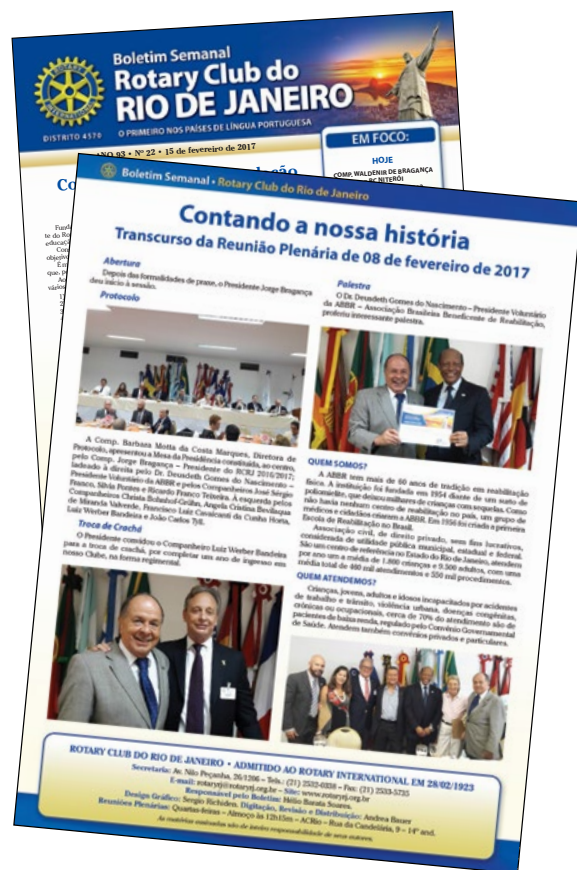 Boletim Semanal
Rotary Club do
RIO DE JANEIRO
O PRIMEIRO NOS PAÍSES DE LÍNGUA PORTUGUESA
ROTARY
INTERNATIONAL
DISTRITO 4570
EM FOCO:
ANO 93 • Nº 22 • 15 de fevereiro de 2017
HOJE
COMP. WALDENIR DE BRAGANÇA
RC NITERÓI
Boletim Semanal • Rotary Club do Rio de Janeiro
Contando a nossa história
Transcurso da Reunião Plenária de 08 de fevereiro de 2017
Abertura
Depois das formalidades de praxe, o Presidente Jorge Bragança
deu início à sessão.
Protocolo
A Comp. Barbara Motta da Costa Marques, Diretora de
Protocolo, apresentou a Mesa da Presidência constituída, ao centro,
pelo Comp. Jorge Bragança – Presidente do RCRJ 2016/2017;
ladeado à direita pelo Dr. Deusdeth Gomes do Nascimento –
Presidente Voluntário da ABBR e pelos Companheiros José Sérgio
Franco, Silvia Pontes e Ricardo Franco Teixeira. À esquerda pelos
Companheiros Christa Bohnhof-Grühn, Angela Cristina Bevilaqua
de Miranda Valverde, Francisco Luiz Cavalcanti da Cunha Horta,
Luiz Werber Bandeira e João Carlos Tyll.
Troca de Crachá
O Presidente convidou o Companheiro Luiz Werber Bandeira
para a troca de crachá, por completar um ano de ingresso em
nosso Clube, na forma regimental.
Palestra
O Dr. Deusdeth Gomes do Nascimento – Presidente Voluntário
da ABBR – Associação Brasileira Beneficente de Reabilitação,
proferiu interessante palestra.
QUEM SOMOS?
A ABBR tem mais de 60 anos de tradição em reabilitação
física. A instituição foi fundada em 1954 diante de um surto de
poliomielite, que deixou milhares de crianças com sequelas. Como
não havia nenhum centro de reabilitação no país, um grupo de
médicos e cidadãos criaram a ABBR. Em 1956 foi criada a primeira
Escola de Reabilitação no Brasil.
Associação civil, de direito privado, sem fins lucrativos,
considerada de utilidade pública municipal, estadual e federal.
São um centro de referência no Estado do Rio de Janeiro, atendem
por ano um a média de 1.800 crianças e 9.500 adultos, com uma
média total de 460 mil atendimentos e 550 mil procedimentos.
QUEM ATENDEMOS?
Crianças, jovens, adultos e idosos incapacitados por acidentes
de trabalho e trânsito, violência urbana, doenças congênitas,
crônicas ou ocupacionais, cerca de 70% do atendimento são de
pacientes de baixa renda, regulado pelo Convênio Governamental
de Saúde. Atendem também convênios privados e particulares.
ROTARY CLUB DO RIO DE JANEIRO • ADMITIDO AO ROTARY INTERNATIONAL EM 28/02/1923
Secretaria: Av. Nilo Peçanha, 26/1206 – Tels.: (21) 2532-0328 – Fax: (21) 2533-5735
E-mail: rotaryrj@rotaryrj.org.br – Site: www.rotaryrj.org.br
Responsável pelo Boletim: Hélio Barata Soares.
Design Gráfico: Sergio Richiden. Digitação, Revisão e Distribuição: Andrea Bauer
Reuniões Plenárias: Quartas-feiras – Almoço às 12h15m – ACRio – Rua da Candelária, 9 – 14º and.
As matérias assinadas são de inteira responsabilidade de seus autores.